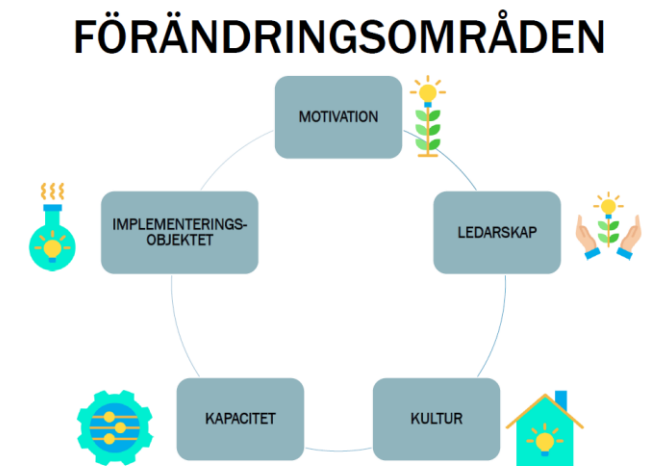 FÖRÄNDRINGSOMRÅDEN
MOTIVATION
IMPLEMENTERINGS-
OBJEKTET
LEDARSKAP
KAPACITET
KULTUR